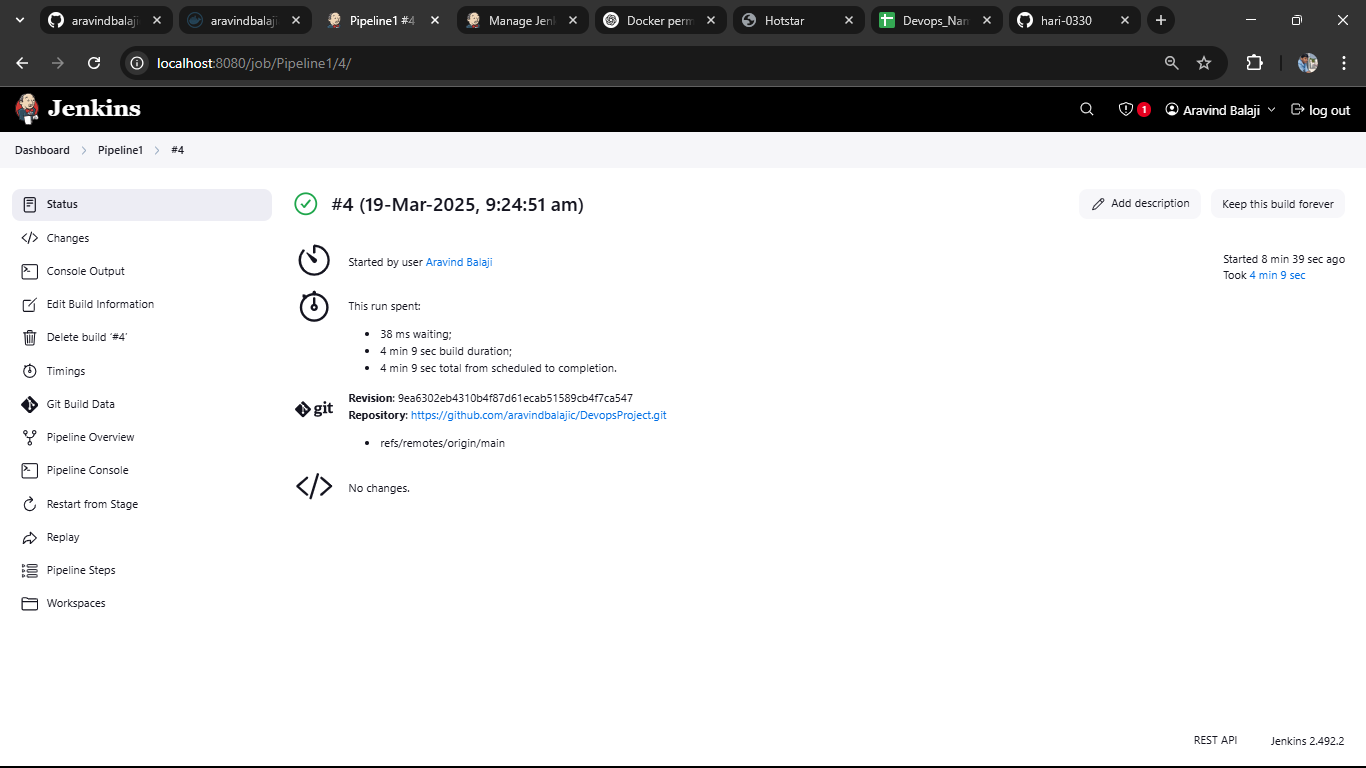 aravindbalaji
aravindbalaji
Pipeline1 #4
Manage Jen
Docker perm
Hotstar
Devops_Nam
hari-0330
localhost:8080/job/Pipeline1/4/
Jenkins
1
Aravind Balaji
log out
Dashboard
Pipeline1
#4
Status
Changes
Console Output
Edit Build Information
Delete build ‘#4’
Timings
Git Build Data
Pipeline Overview
Pipeline Console
Restart from Stage
Replay
Pipeline Steps
Workspaces
#4 (19-Mar-2025, 9:24:51 am)
Add description
Keep this build forever
Started by user Aravind Balaji
Started 8 min 39 sec ago
Took 4 min 9 sec
This run spent:
38 ms waiting;
4 min 9 sec build duration;
4 min 9 sec total from scheduled to completion.
git
Revision: 9ea6302eb4310b4f87d61ecab51589cb4f7ca547
Repository: https://github.com/aravindbalajic/DevopsProject.git
refs/remotes/origin/main
No changes.
REST API
Jenkins 2.492.2